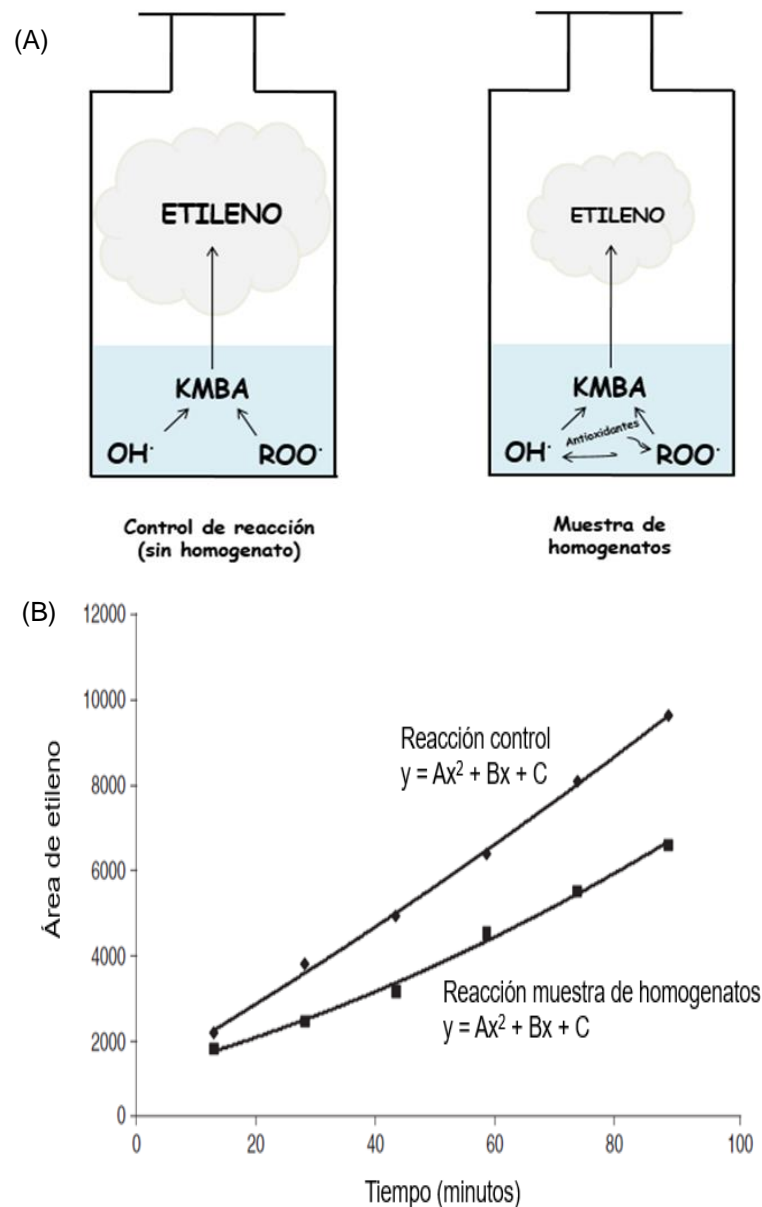 (A)
ETILENO
KMBA
OH·
ROO·
Control de reacción
(sin homogenato)
ETILENO
KMBA
Antioxidantes
OH·
ROO·
Muestra de
homogenatos
(B)
Área de etileno
12000
10000
8000
6000
4000
2000
0
Reacción control
y = Ax² + Bx + C
Reacción muestra de homogenatos
y = Ax² + Bx + C
0 20 40 60 80 100
Tiempo (minutos)